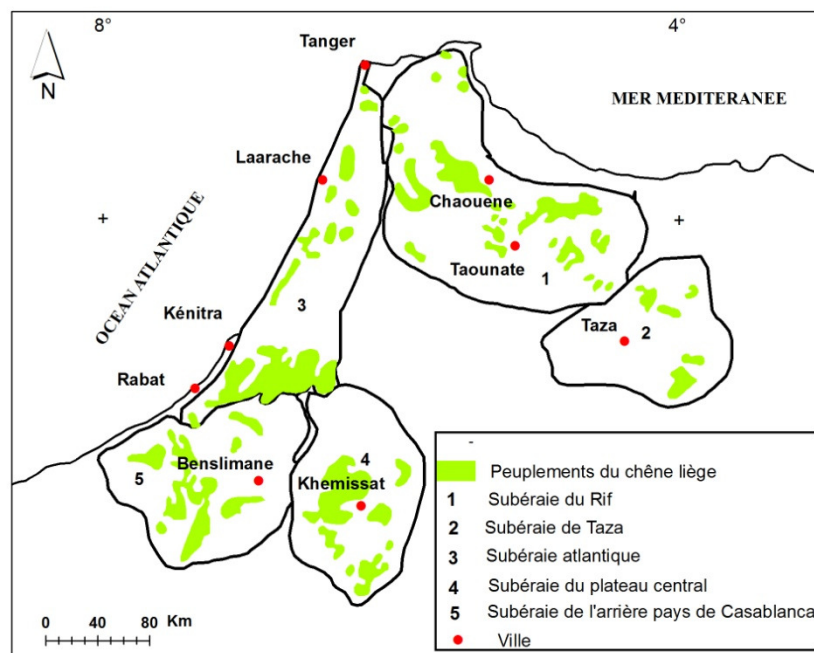 8°
4°
Tanger
N
MER MEDITERANEE
Laarache
Chaouene
OCEAN ATLANTIQUE
Taounate
1
Kénitra
3
Taza
2
Rabat
Benslimane
5
4
Khemissat
Peuplements du chêne liège
1 Subéraie du Rif
2 Subéraie de Taza
3 Subéraie atlantique
4 Subéraie du plateau central
5 Subéraie de l'arrière pays de Casablanca
Ville
0 40 80 Km